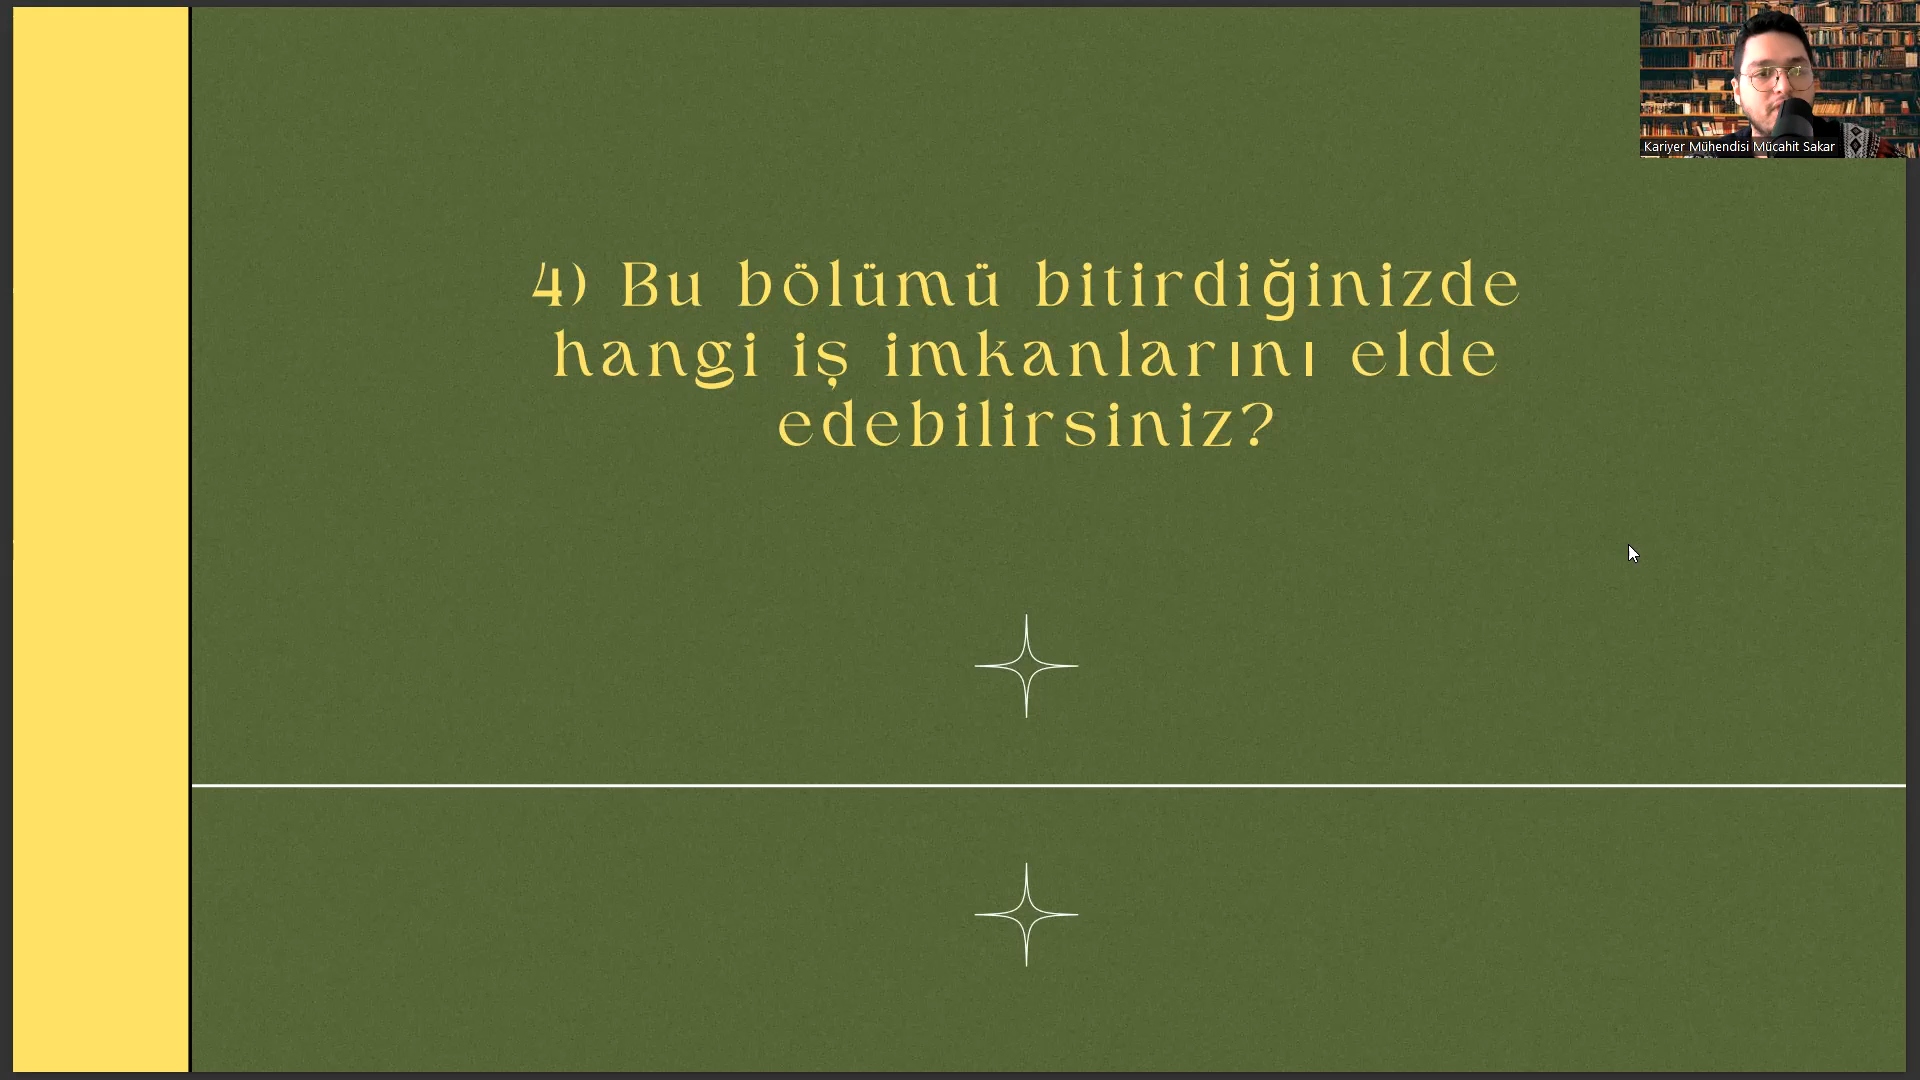 Kariyer Mühendisi Mücahit Sakar
4) Bu bölümü bitirdiğinizde
hangi iş imkanlarını elde
edebilirsiniz?